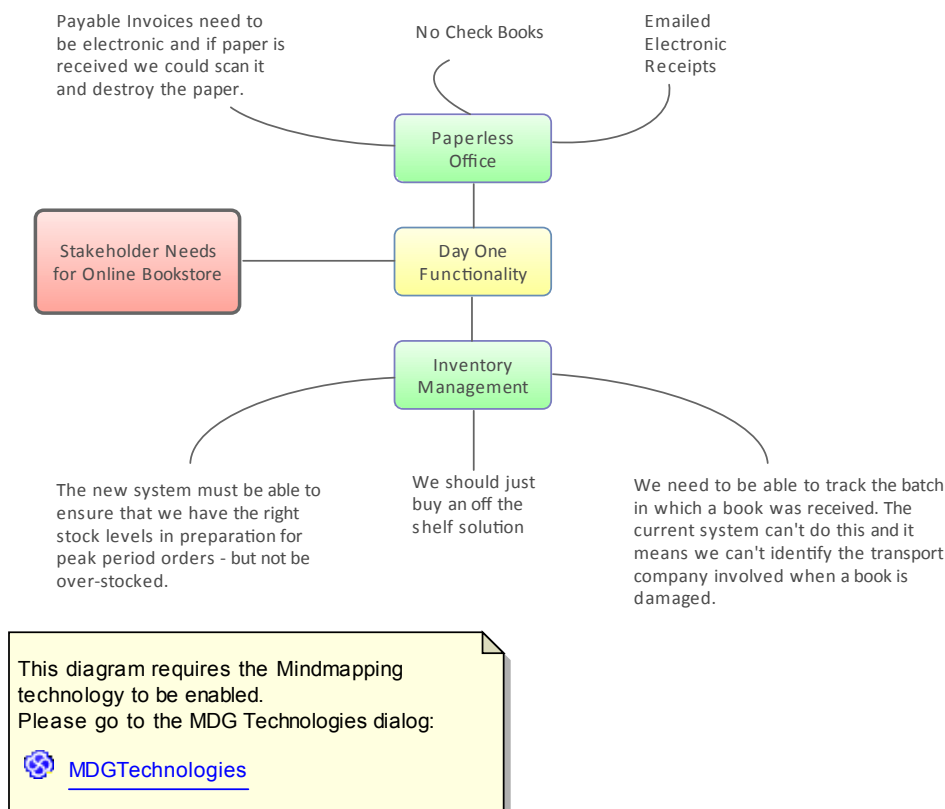 Payable Invoices need to
be electronic and if paper is
received we could scan it
and destroy the paper.
No Check Books
Emailed
Electronic
Receipts
Paperless
Office
Stakeholder Needs
for Online Bookstore
Day One
Functionality
Inventory
Management
The new system must be able to
ensure that we have the right
stock levels in preparation for
peak period orders - but not be
over-stocked.
We should just
buy an off the
shelf solution
We need to be able to track the batch
in which a book was received. The
current system can't do this and it
means we can't identify the transport
company involved when a book is
damaged.
This diagram requires the Mindmapping
technology to be enabled.
Please go to the MDG Technologies dialog:
MDGTechnologies